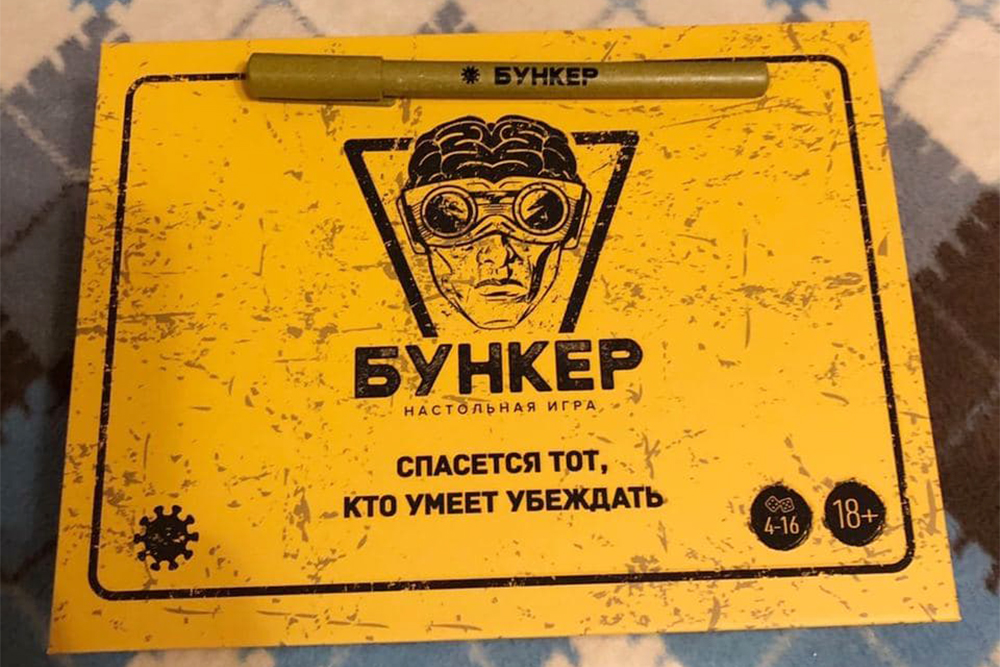 БУНКЕР
БУНКЕР
НАСТОЛЬНАЯ ИГРА
СПАСЕТСЯ ТОТ,
КТО УМЕЕТ УБЕЖДАТЬ
4-16
18+